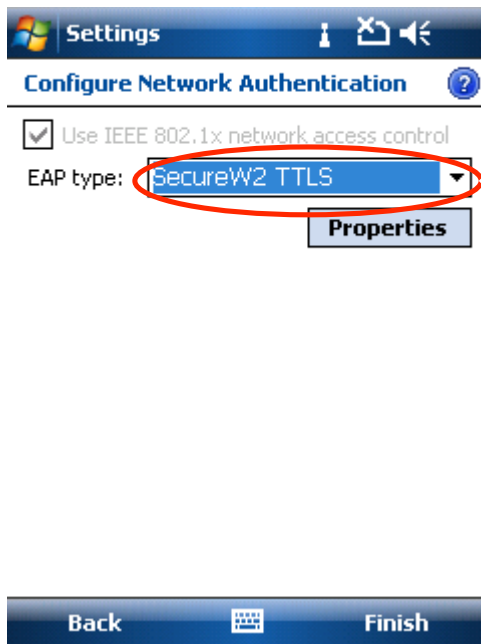 Settings
Configure Network Authentication ?
Use IEEE 802.1x network access control
EAP type: SecureW2 TTLS
Properties
Back Finish